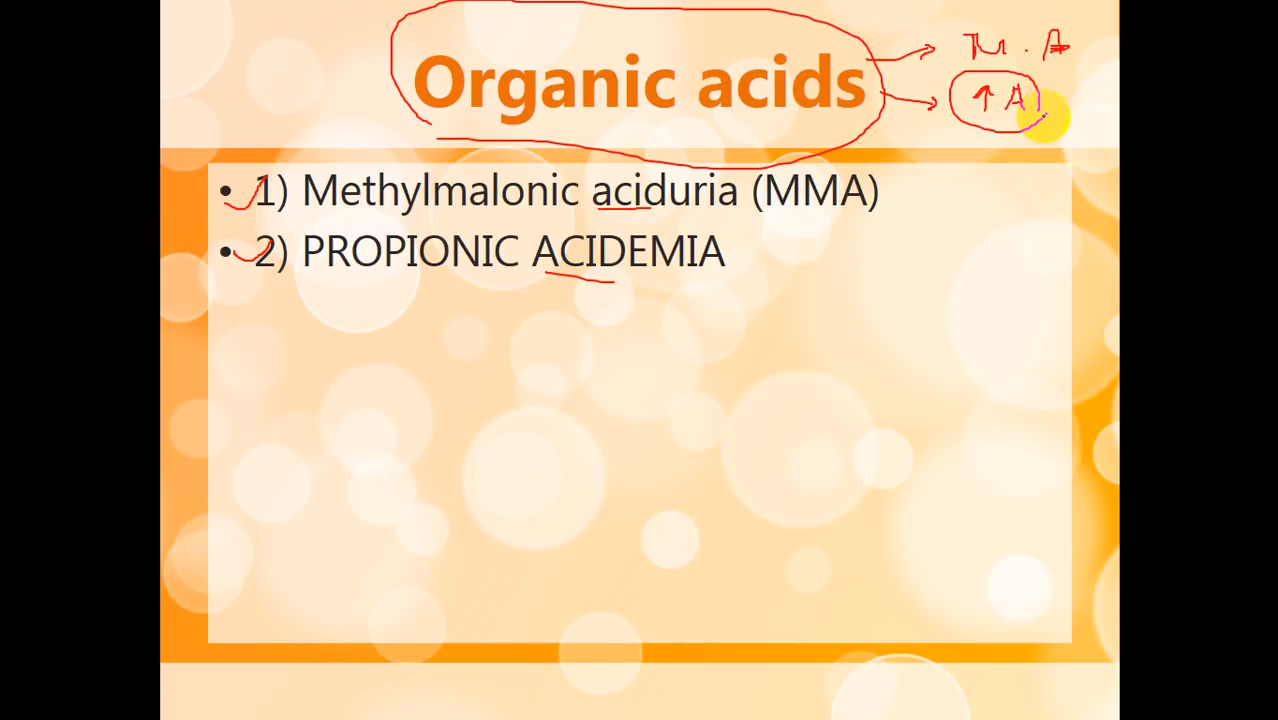 Organic acids
M.A
↑ A
• 1) Methylmalonic aciduria (MMA)
• 2) PROPIONIC ACIDEMIA